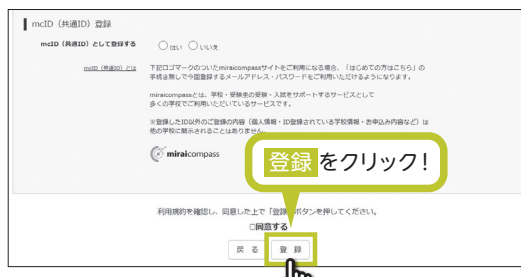 mcID（共通ID）登録
mcID（共通ID）として登録する
はい いいえ
mcID（共通ID）とは
下記ロゴマークのついたmiraicompassサイトをご利用になる場合、「はじめての方はこちら」の
手続き無しで今回登録するメールアドレス・パスワードをご利用いただけるようになります。
miraicompassとは、学校・受験生の受験・入試をサポートするサービスとして
多くの学校でご利用いただいているサービスです。
※登録したID以外のご登録の内容（個人情報・ID登録されている学校情報・お申込み内容など）は
他の学校に開示されることはありません。
miraicompass
登録 をクリック！
利用規約を確認し、同意した上で「登録」ボタンを押してください。
□同意する
戻る 登録